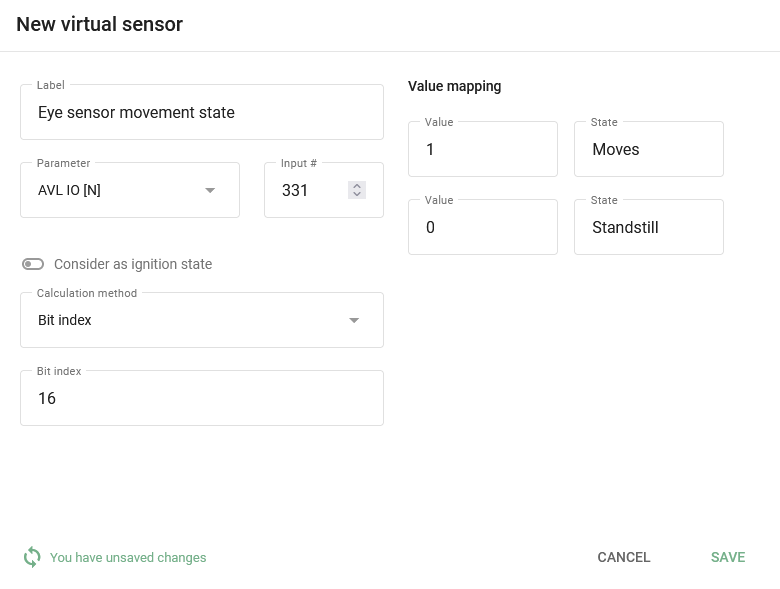 New virtual sensor
Label
Eye sensor movement state
Parameter
AVL IO [N]
Input #
331
Consider as ignition state
Calculation method
Bit index
Bit index
16
Value mapping
Value
1
State
Moves
Value
0
State
Standstill
You have unsaved changes
CANCEL
SAVE